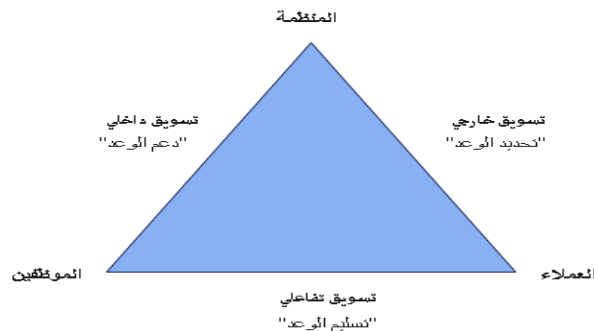 المنظمة
تسويق خارجي
"تحديد الوعد"
تسويق داخلي
"دعم الوعد"
العملاء
الموظفين
تسويق تفاعلي
"تسليم الوعد"